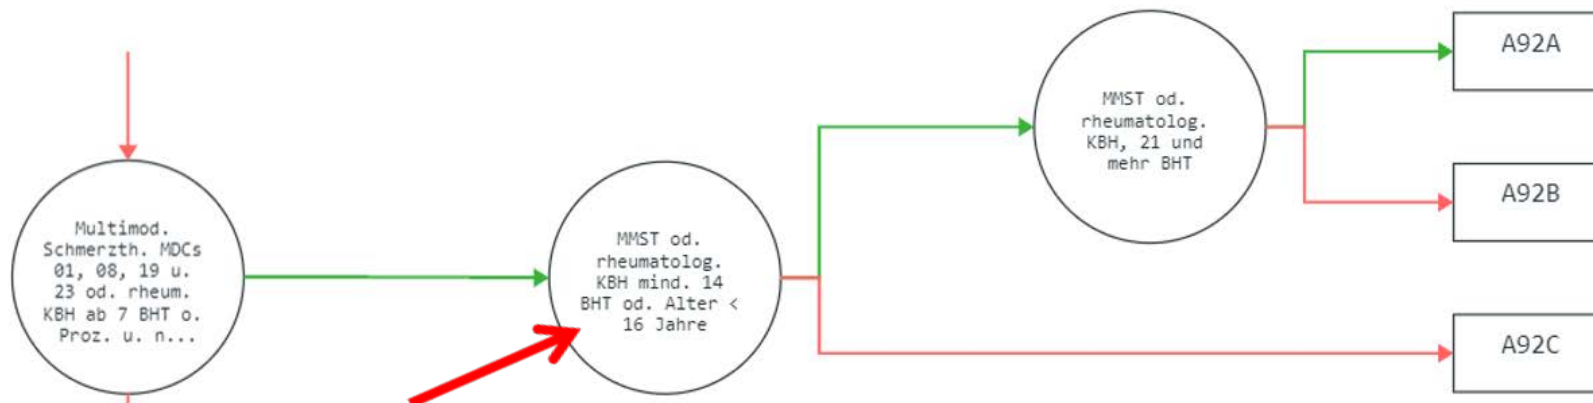 Multimod.
Schmerzth. MDCs
01, 08, 19 u.
23 od. rheum.
KBH ab 7 BHT o.
Proz. u. n...
MMST od.
rheumatolog.
KBH mind. 14
BHT od. Alter <
16 Jahre
MMST od.
rheumatolog.
KBH, 21 und
mehr BHT
A92A
A92B
A92C